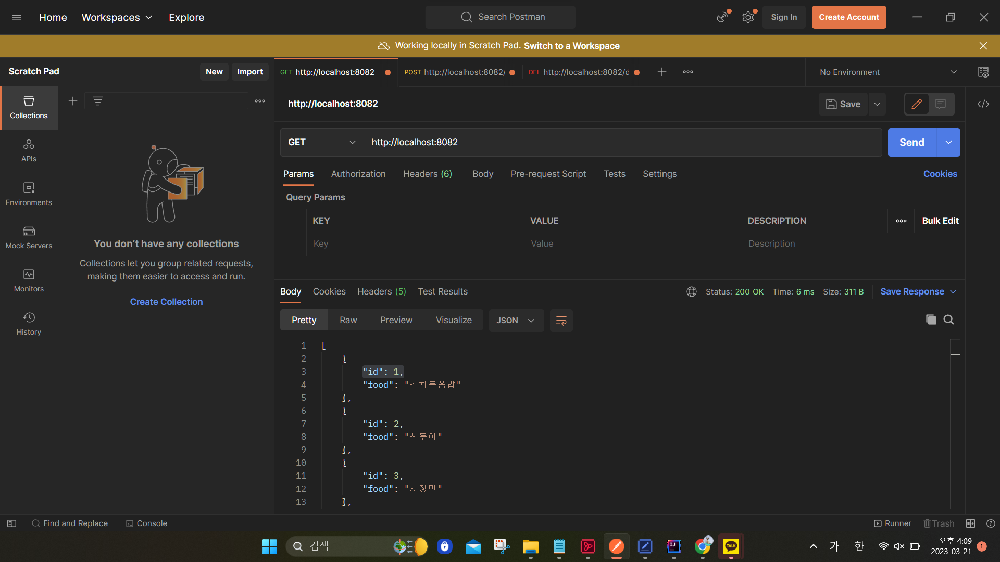 Home Workspaces Explore Search Postman Sign In Create Account
Working locally in Scratch Pad. Switch to a Workspace
Scratch Pad New Import GET http://localhost:8082 POST http://localhost:8082/ DEL http://localhost:8082/d No Environment
http://localhost:8082 Save
Collections
GET http://localhost:8082 Send
APIs
Params Authorization Headers (6) Body Pre-request Script Tests Settings Cookies
Query Params
Environments
KEY VALUE DESCRIPTION Bulk Edit
Key Value Description
Mock Servers
You don’t have any collections
Collections let you group related requests,
making them easier to access and run.
Monitors
Create Collection
Body Cookies Headers (5) Test Results Status: 200 OK Time: 6 ms Size: 311 B Save Response
Pretty Raw Preview Visualize JSON
History
1 [
2 {
3 "id": 1,
4 "food": "김치볶음밥"
5 },
6 {
7 "id": 2,
8 "food": "떡볶이"
9 },
10 {
11 "id": 3,
12 "food": "자장면"
13 },
Find and Replace Console Runner Trash
검색 IJ TALK 가 한 오후 4:09 1
2023-03-21